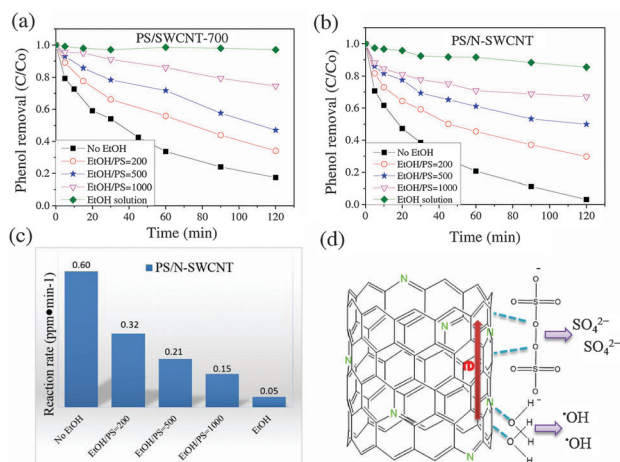 (a)
PS/SWCNT-700
Phenol removal (C/Co)
1.0
0.8
0.6
0.4
0.2
0.0
No EtOH
EtOH/PS=200
EtOH/PS=500
EtOH/PS=1000
EtOH solution
0 20 40 60 80 100 120
Time (min)
(b)
PS/N-SWCNT
Phenol removal (C/Co)
1.0
0.8
0.6
0.4
0.2
0.0
No EtOH
EtOH/PS=200
EtOH/PS=500
EtOH/PS=1000
EtOH solution
0 20 40 60 80 100 120
Time (min)
(c)
PS/N-SWCNT
Reaction rate (ppm●min-1)
0.60
0.32
0.21
0.15
0.05
No EtOH
EtOH/PS=200
EtOH/PS=500
EtOH/PS=1000
EtOH
(d)
N
N
N
N
N
N
N
e
O⁻
O=S=O
O
O
O=S=O
O⁻
SO₄²⁻
SO₄²⁻
H
O
H
H
O
H
•OH
•OH